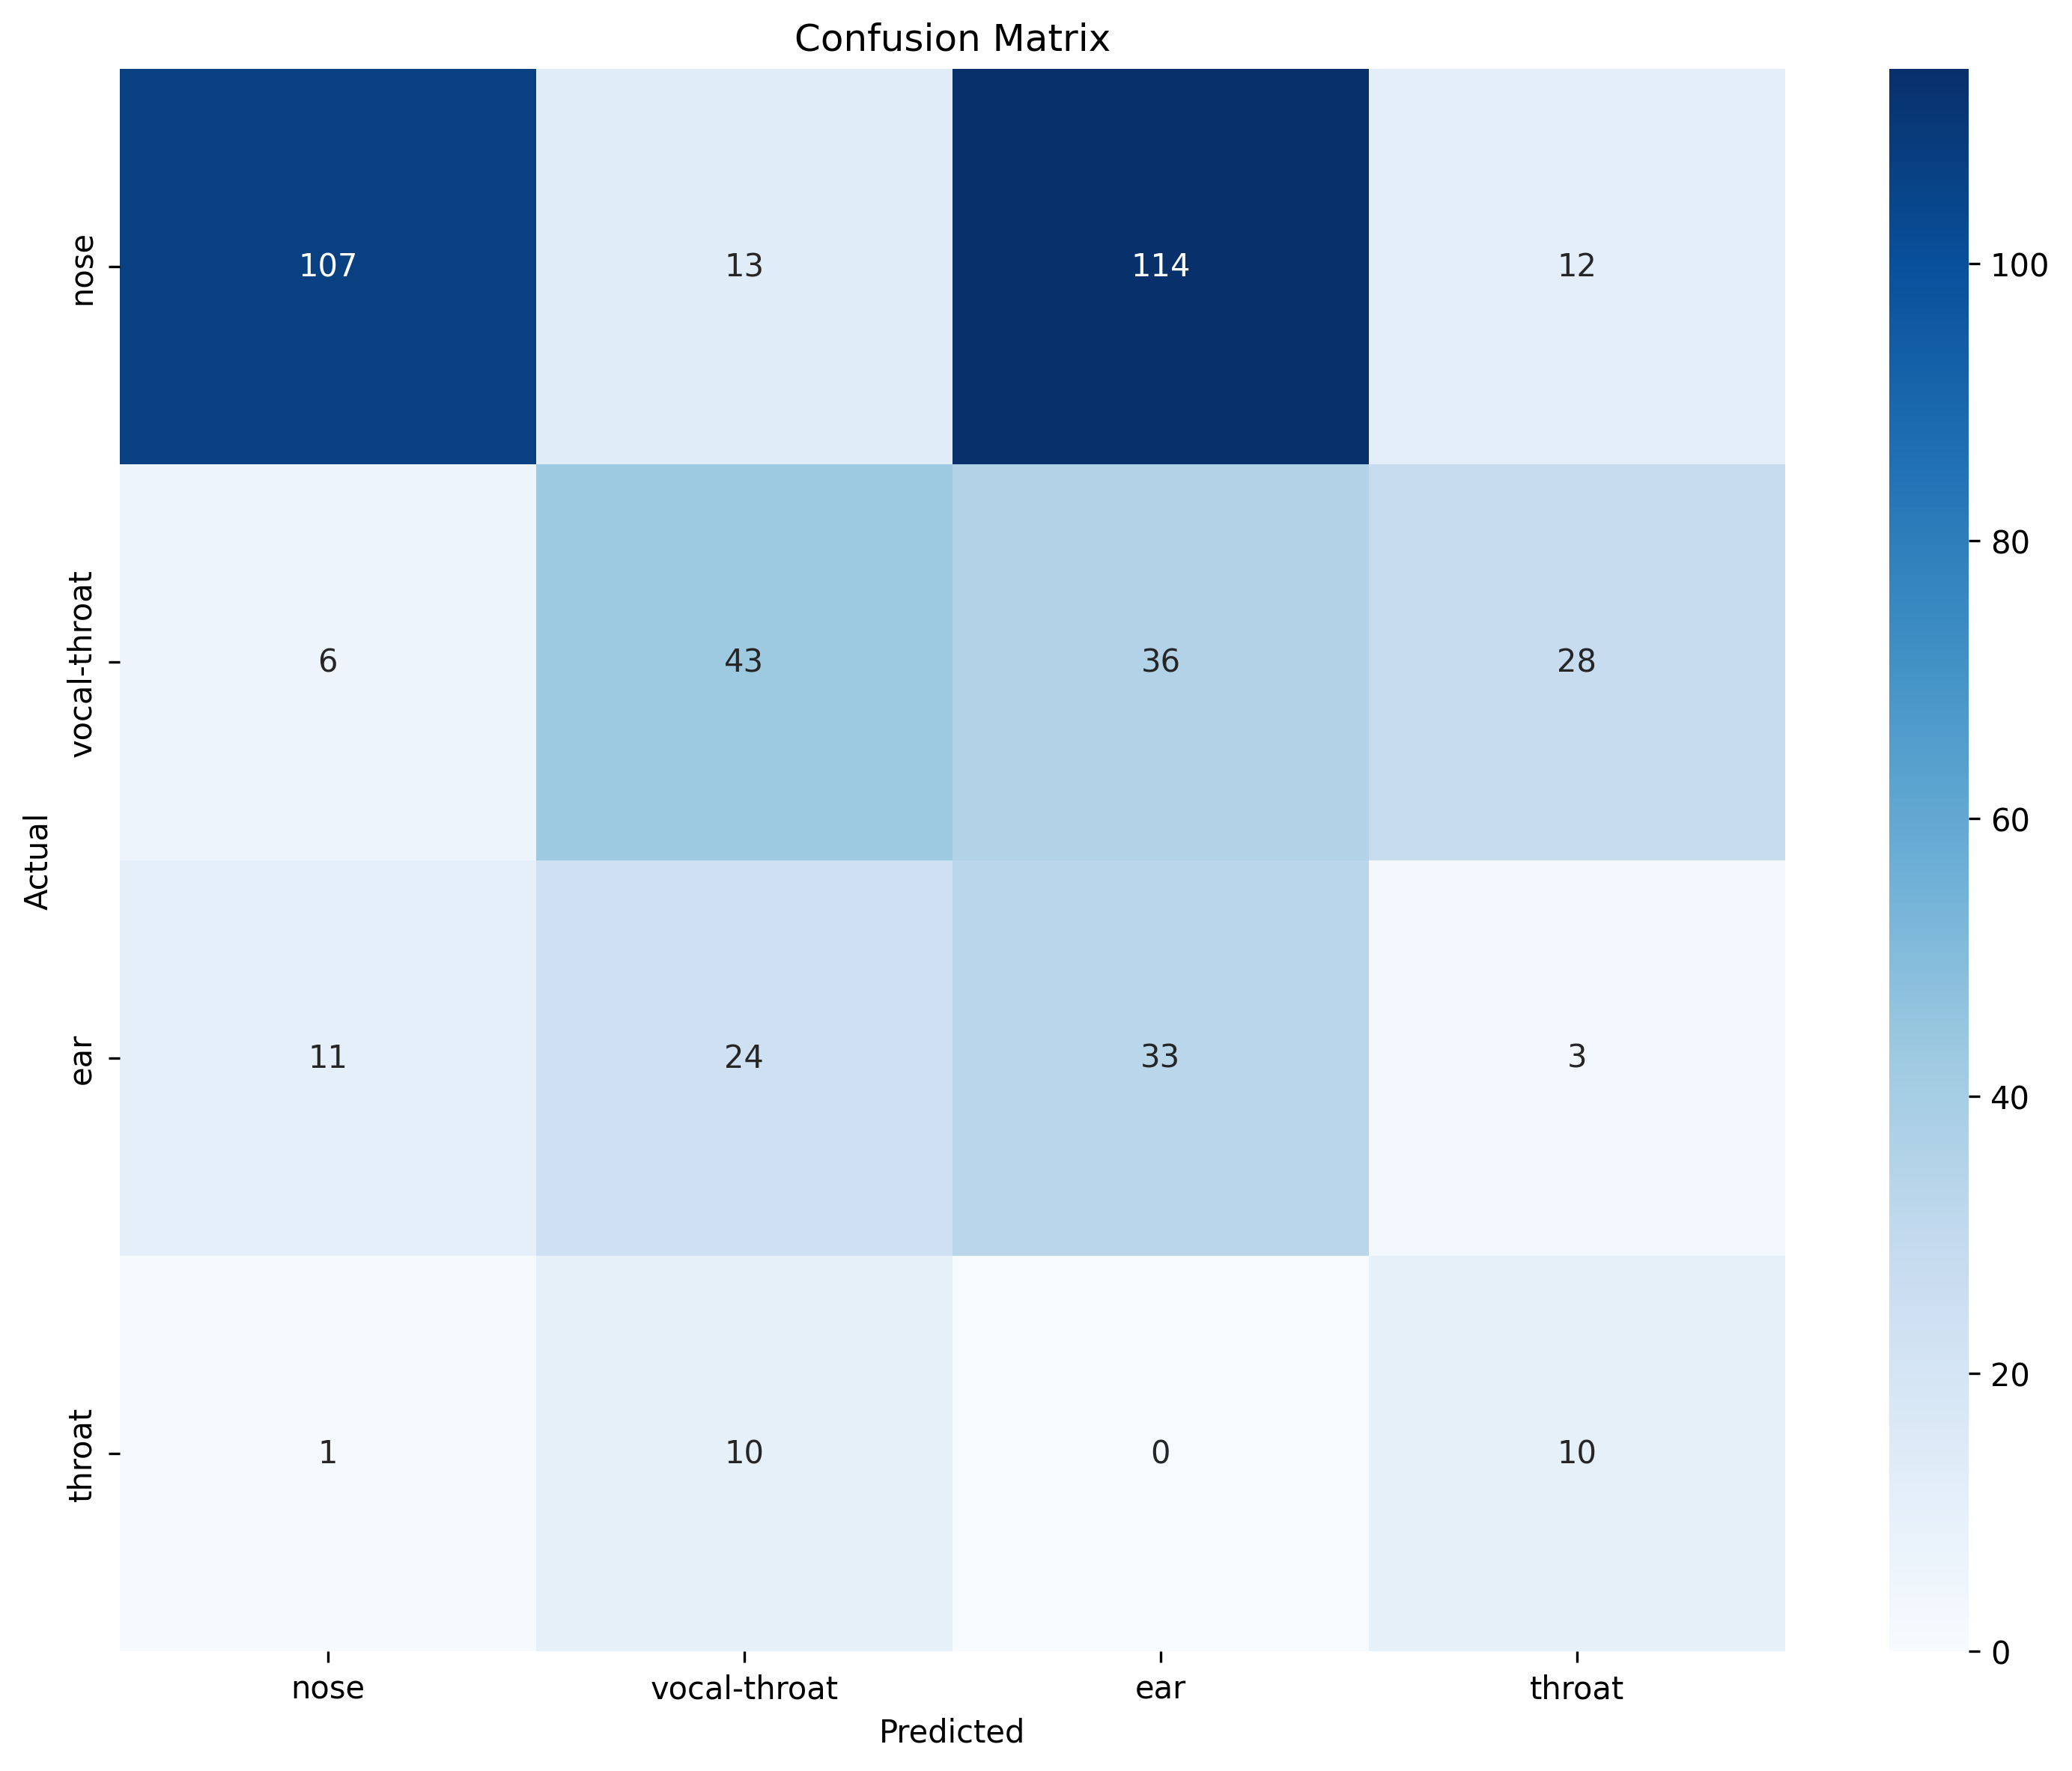 Confusion Matrix
Actual
nose
107 13 114 12
vocal-throat
6 43 36 28
ear
11 24 33 3
throat
1 10 0 10
nose vocal-throat ear throat
Predicted
100
80
60
40
20
0